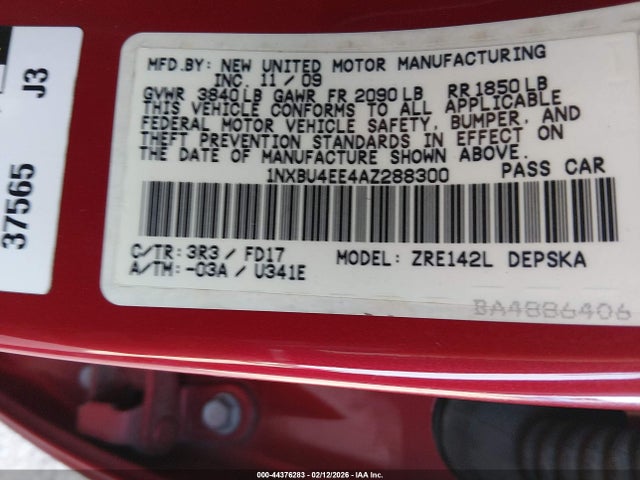 MFD.BY: NEW UNITED MOTOR MANUFACTURING
INC. 11 / 09
GVWR 3840 LB GAWR FR 2090 LB RR 1850 LB
THIS VEHICLE CONFORMS TO ALL APPLICABLE
FEDERAL MOTOR VEHICLE SAFETY, BUMPER, AND
THEFT PREVENTION STANDARDS IN EFFECT ON
THE DATE OF MANUFACTURE SHOWN ABOVE.
1NXBU4EE4AZ288300 PASS CAR
C/TR: 3R3 / FD17 MODEL: ZRE142L DEPSKA
A/TM: -03A / U341E
BA4886406
37565 J3
000-44376283 - 02/12/2026 - IAA Inc.